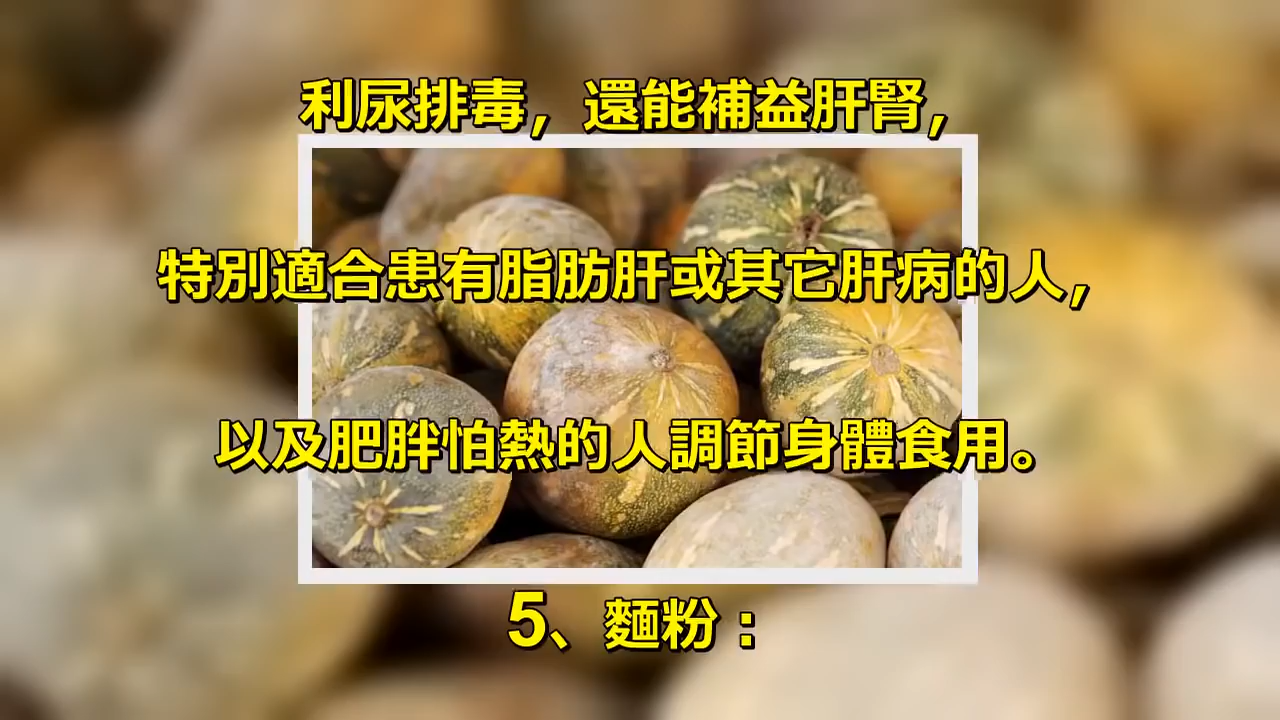 利尿排毒，還能補益肝腎，
特別適合患有脂肪肝或其它肝病的人，
以及肥胖怕熱的人調節身體食用。
5、麵粉：